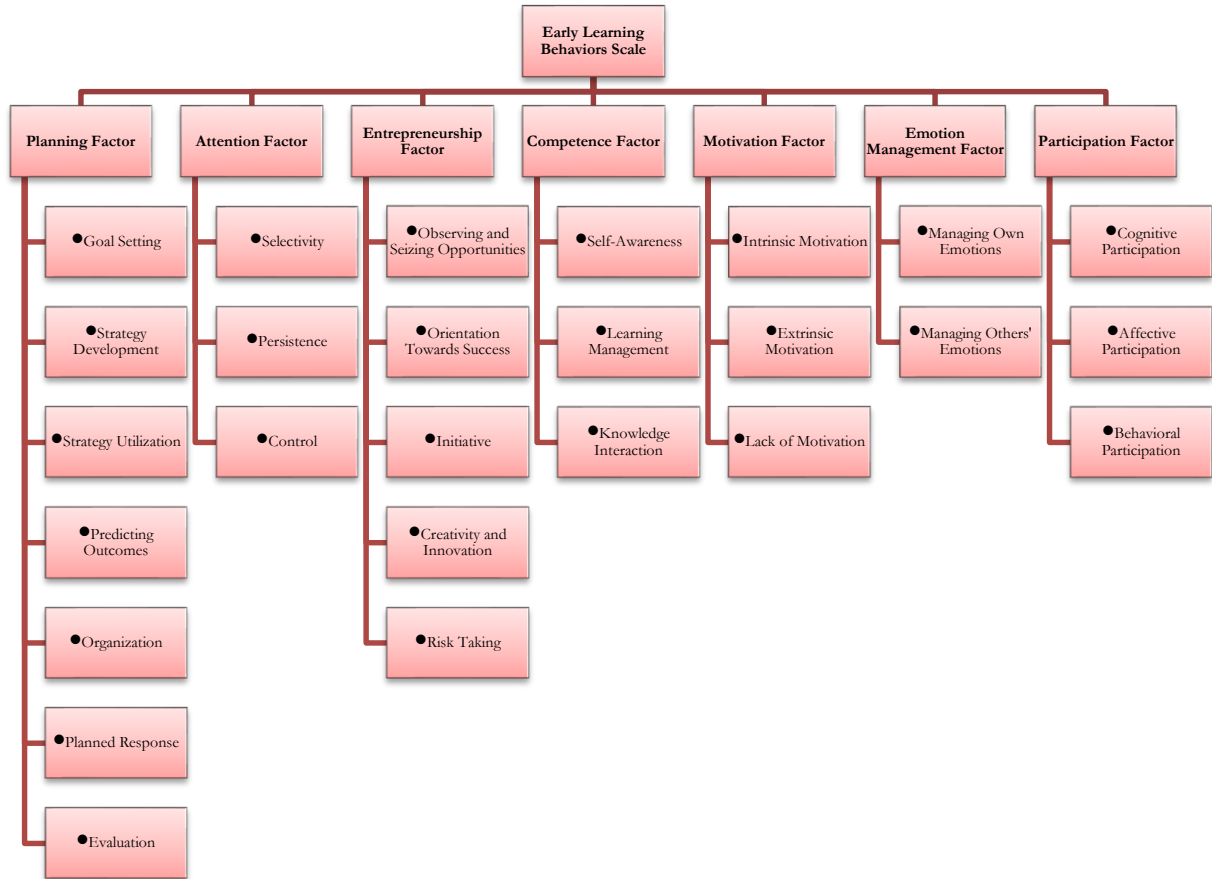 Early Learning
Behaviors Scale
Planning Factor
●Goal Setting
●Strategy
Development
●Strategy Utilization
●Predicting
Outcomes
●Organization
●Planned Response
●Evaluation
Attention Factor
●Selectivity
●Persistence
●Control
Entrepreneurship
Factor
●Observing and
Seizing Opportunities
●Orientation
Towards Success
●Initiative
●Creativity and
Innovation
●Risk Taking
Competence Factor
●Self-Awareness
●Learning
Management
●Knowledge
Interaction
Motivation Factor
●Intrinsic Motivation
●Extrinsic
Motivation
●Lack of Motivation
Emotion
Management Factor
●Managing Own
Emotions
●Managing Others'
Emotions
Participation Factor
●Cognitive
Participation
●Affective
Participation
●Behavioral
Participation